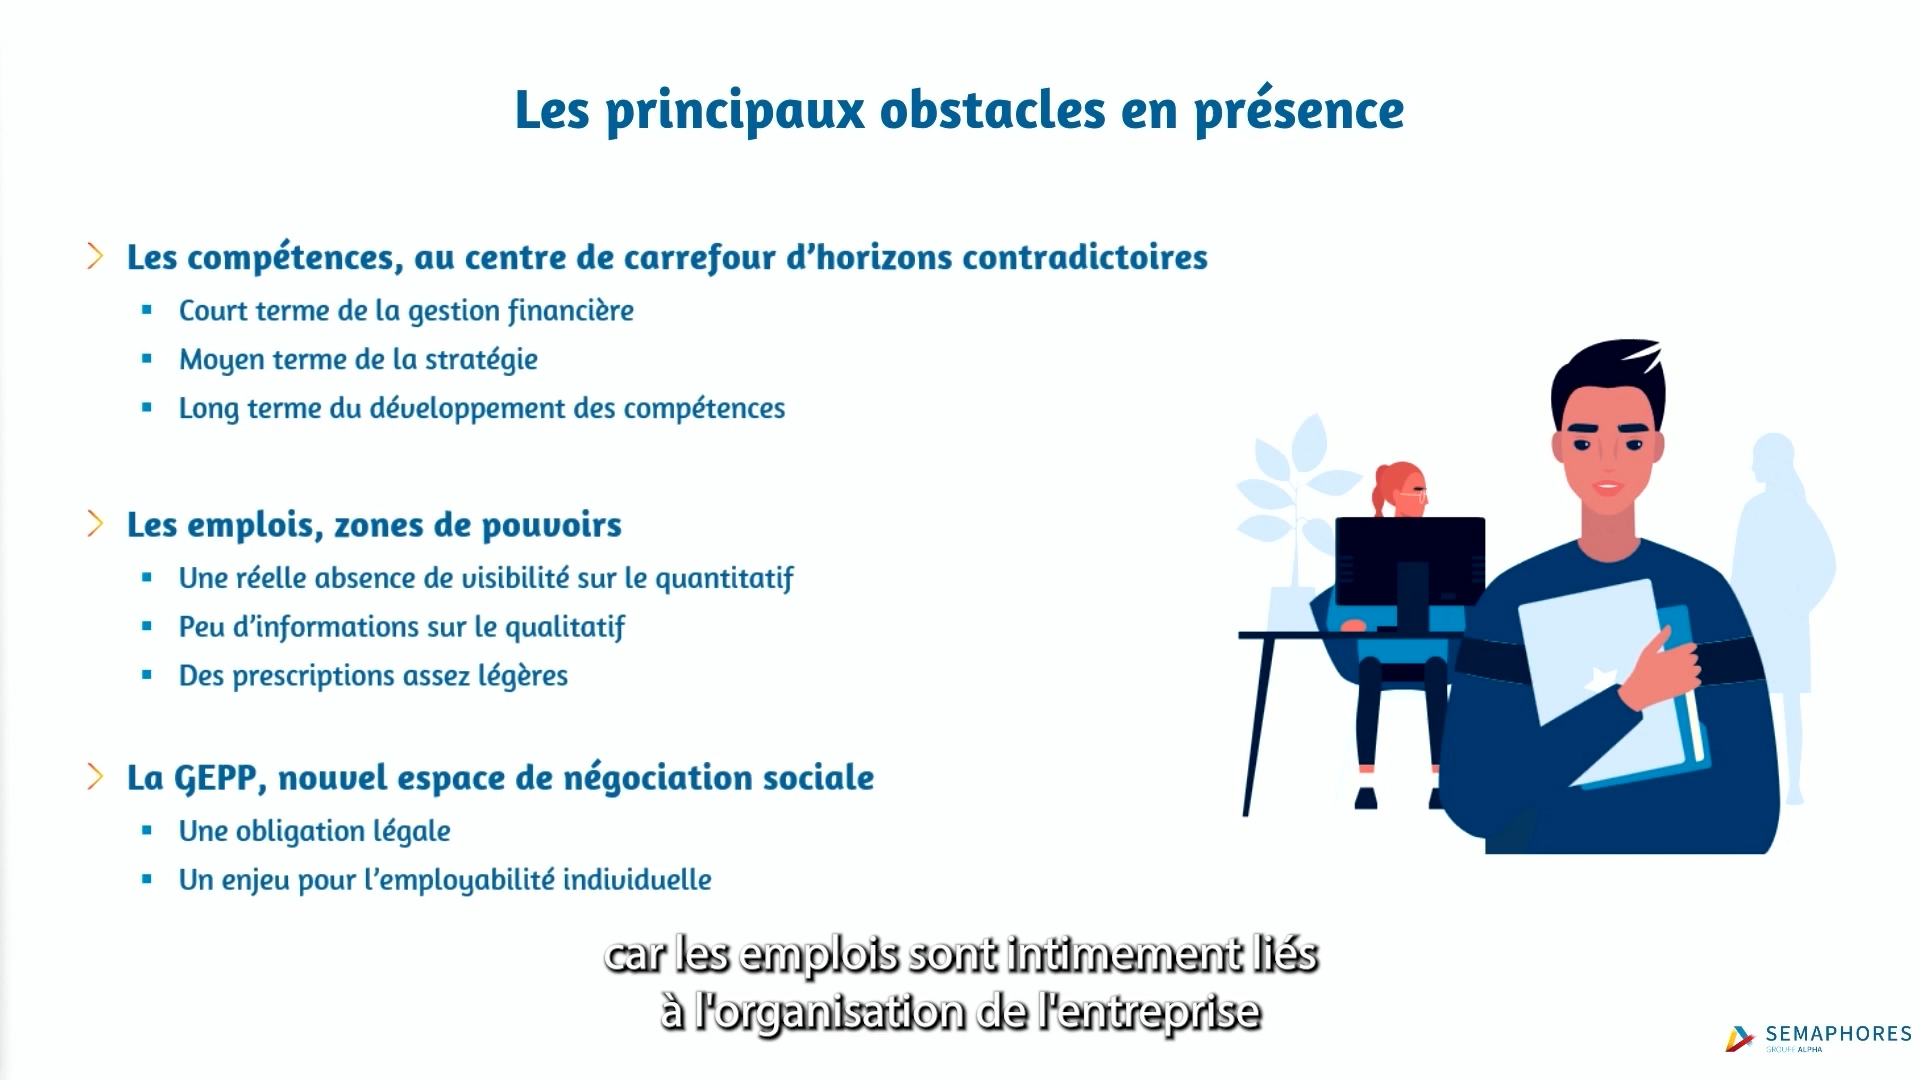 Les principaux obstacles en présence
Les compétences, au centre de carrefour d’horizons contradictoires
Court terme de la gestion financière
Moyen terme de la stratégie
Long terme du développement des compétences
Les emplois, zones de pouvoirs
Une réelle absence de visibilité sur le quantitatif
Peu d’informations sur le qualitatif
Des prescriptions assez légères
La GEPP, nouvel espace de négociation sociale
Une obligation légale
Un enjeu pour l’employabilité individuelle
car les emplois sont intimement liés
à l'organisation de l'entreprise
SEMAPHORES
GROUPE ALPHA